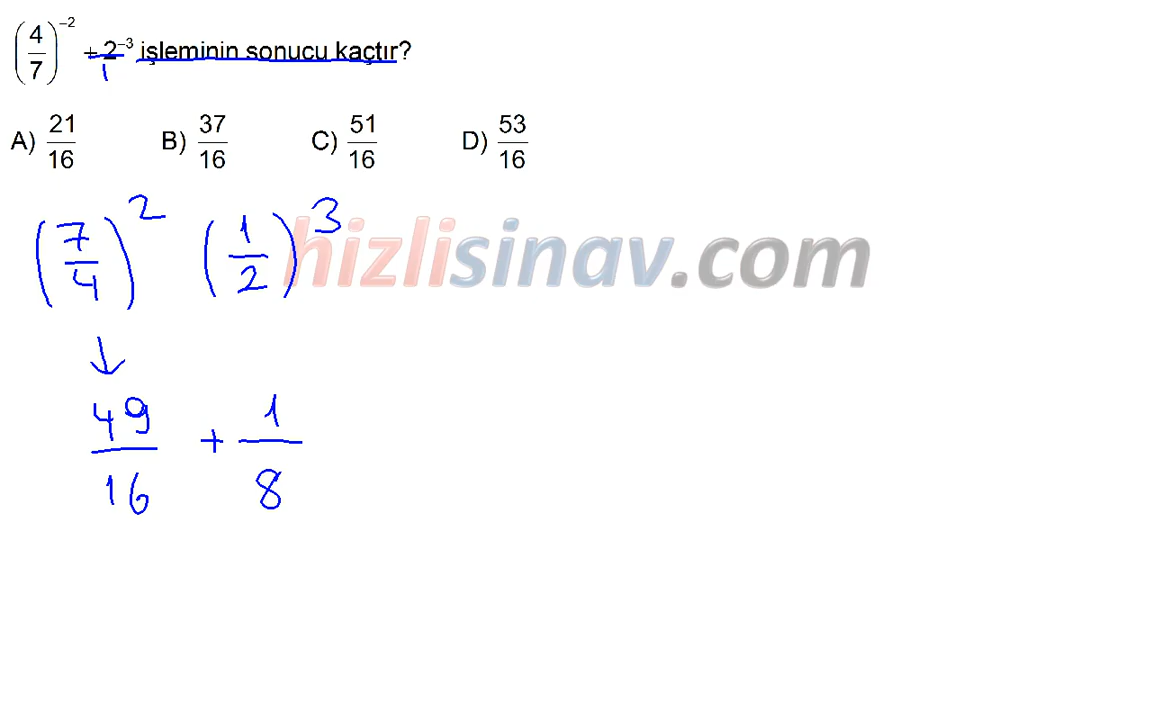 (4/7)⁻² + 2⁻³ işleminin sonucu kaçtır?
1
A) 21/16 B) 37/16 C) 51/16 D) 53/16
(7/4)² (1/2)³
hizlisinav.com
↓
49/16 + 1/8